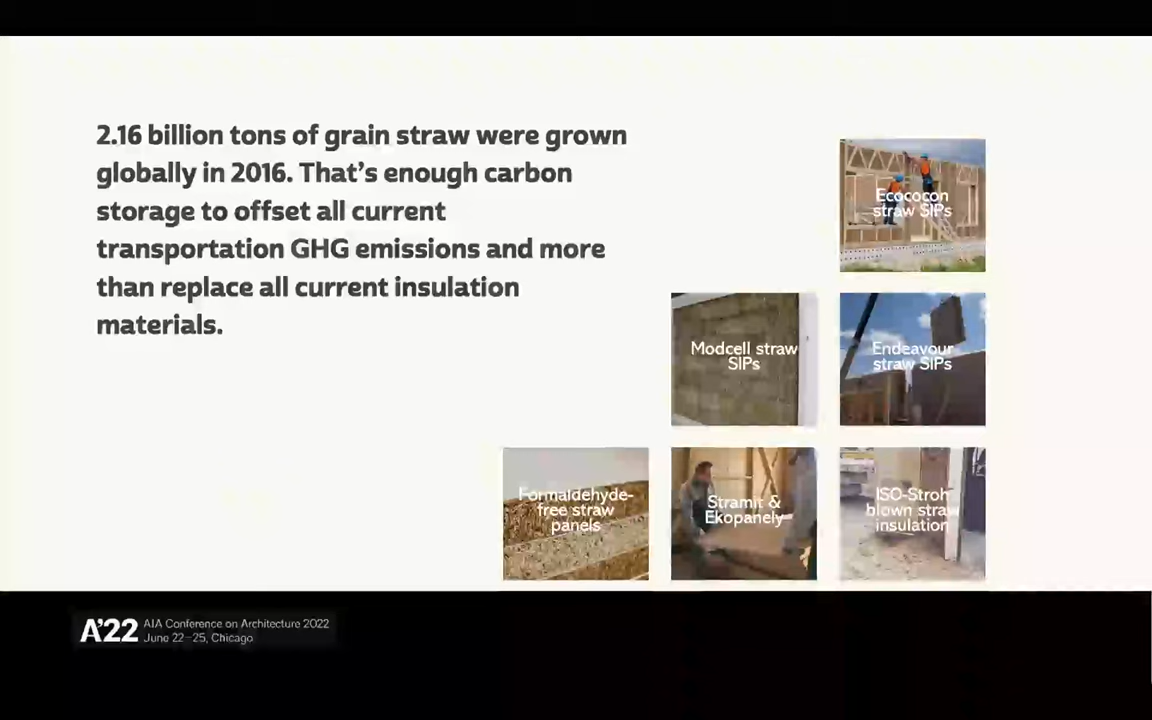 2.16 billion tons of grain straw were grown
globally in 2016. That’s enough carbon
storage to offset all current
transportation GHG emissions and more
than replace all current insulation
materials.
Ecococon
straw SIPs
Modcell straw
SIPs
Endeavour
straw SIPs
Formaldehyde-
free straw
panels
Stramit &
Ekopanely
ISO-Stroh
blown straw
insulation
A'22
AIA Conference on Architecture 2022
June 22–25, Chicago